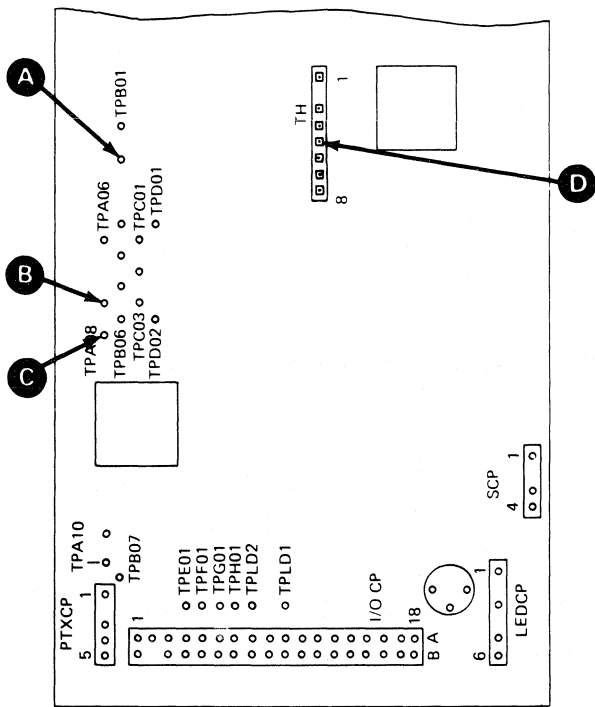 A
TPB01
1
TH
D
8
TPA06
TPC01
TPD01
B
C
TPA08
TPB06
TPC03
TPD02
SCP
1
4
TPA10
TPB07
PTXCP
1
5
TPE01
TPF01
TPG01
TPH01
TPLD2
TPLD1
1
I/O CP
18
B A
LEDCP
1
6